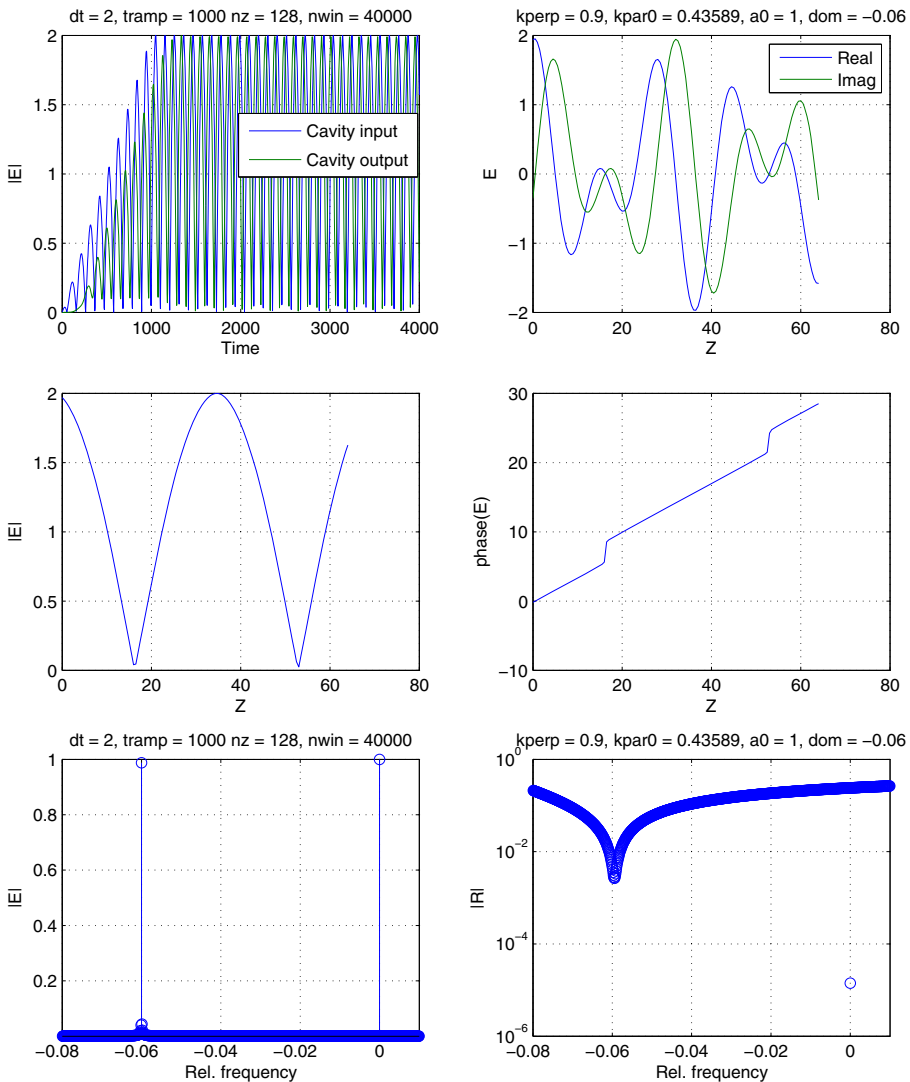 dt = 2, tramp = 1000 nz = 128, nwin = 40000
kperp = 0.9, kpar0 = 0.43589, a0 = 1, dom = −0.06
2
1.5
1
0.5
0
|E|
Cavity input
Cavity output
0
1000
2000
3000
4000
Time
2
1
0
−1
−2
E
Real
Imag
0
20
40
60
80
Z
2
1.5
1
0.5
0
|E|
0
20
40
60
80
Z
30
20
10
0
−10
phase(E)
0
20
40
60
80
Z
dt = 2, tramp = 1000 nz = 128, nwin = 40000
kperp = 0.9, kpar0 = 0.43589, a0 = 1, dom = −0.06
1
0.8
0.6
0.4
0.2
|E|
−0.08
−0.06
−0.04
−0.02
0
Rel. frequency
10^0
10^−2
10^−4
10^−6
|R|
−0.08
−0.06
−0.04
−0.02
0
Rel. frequency